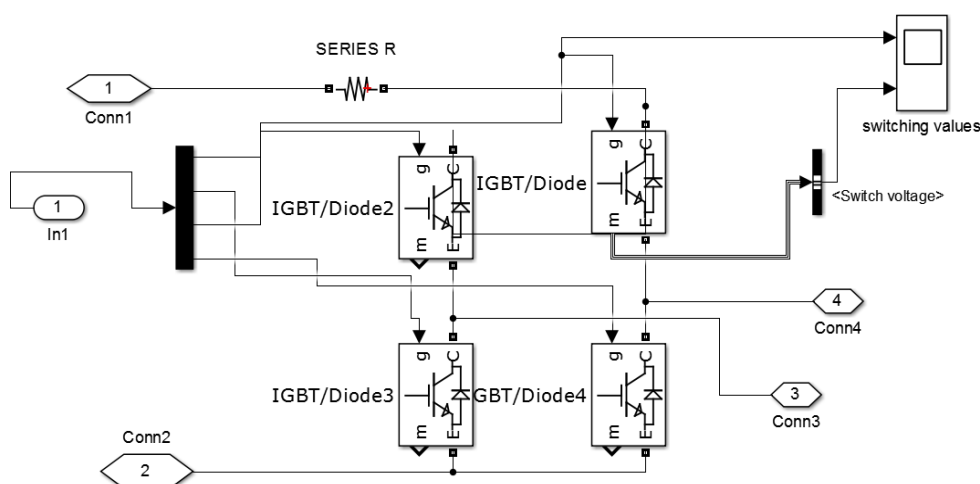 SERIES R
1
Conn1
switching values
g
C
m
E
IGBT/Diode2
g
C
m
E
IGBT/Diode
<Switch voltage>
1
In1
4
Conn4
g
C
m
E
IGBT/Diode3
g
C
m
E
GBT/Diode4
3
Conn3
Conn2
2